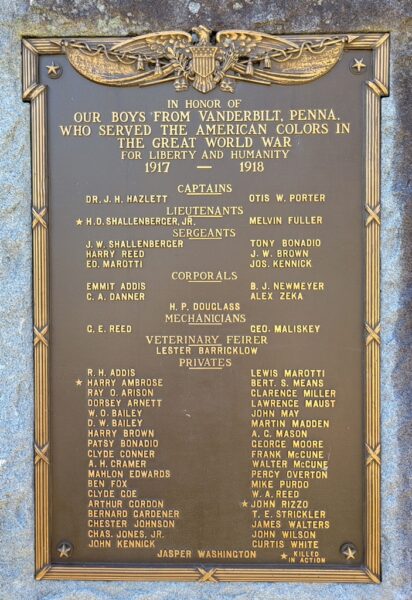 IN HONOR OF
OUR BOYS FROM VANDERBILT, PENNA.
WHO SERVED THE AMERICAN COLORS IN
THE GREAT WORLD WAR
FOR LIBERTY AND HUMANITY
1917 — 1918
CAPTAINS
DR. J. H. HAZLETT OTIS W. PORTER
LIEUTENANTS
★ H. D. SHALLENBERGER, JR. MELVIN FULLER
SERGEANTS
J. W. SHALLENBERGER TONY BONADIO
HARRY REED J. W. BROWN
ED. MAROTTI JOS. KENNICK
CORPORALS
EMMIT ADDIS B. J. NEWMEYER
C. A. DANNER ALEX ZEKA
H. P. DOUGLASS
MECHANICIANS
G. E. REED GEO. MALISKEY
VETERINARY FEIRER
LESTER BARRICKLOW
PRIVATES
R. H. ADDIS LEWIS MAROTTI
★ HARRY AMBROSE BERT. S. MEANS
RAY O. ARISON CLARENCE MILLER
DORSEY ARNETT LAWRENCE MAUST
W. O. BAILEY JOHN MAY
D. W. BAILEY MARTIN MADDEN
HARRY BROWN A. C. MASON
PATSY BONADIO GEORGE MOORE
CLYDE CONNER FRANK McCUNE
A. H. CRAMER WALTER McCUNE
MAHLON EDWARDS PERCY OVERTON
BEN FOX MIKE PURDO
CLYDE COE W. A. REED
ARTHUR GORDON ★ JOHN RIZZO
BERNARD GARDENER T. E. STRICKLER
CHESTER JOHNSON JAMES WALTERS
CHAS. JONES, JR. JOHN WILSON
JOHN KENNICK CURTIS WHITE
JASPER WASHINGTON ★ KILLED
IN ACTION